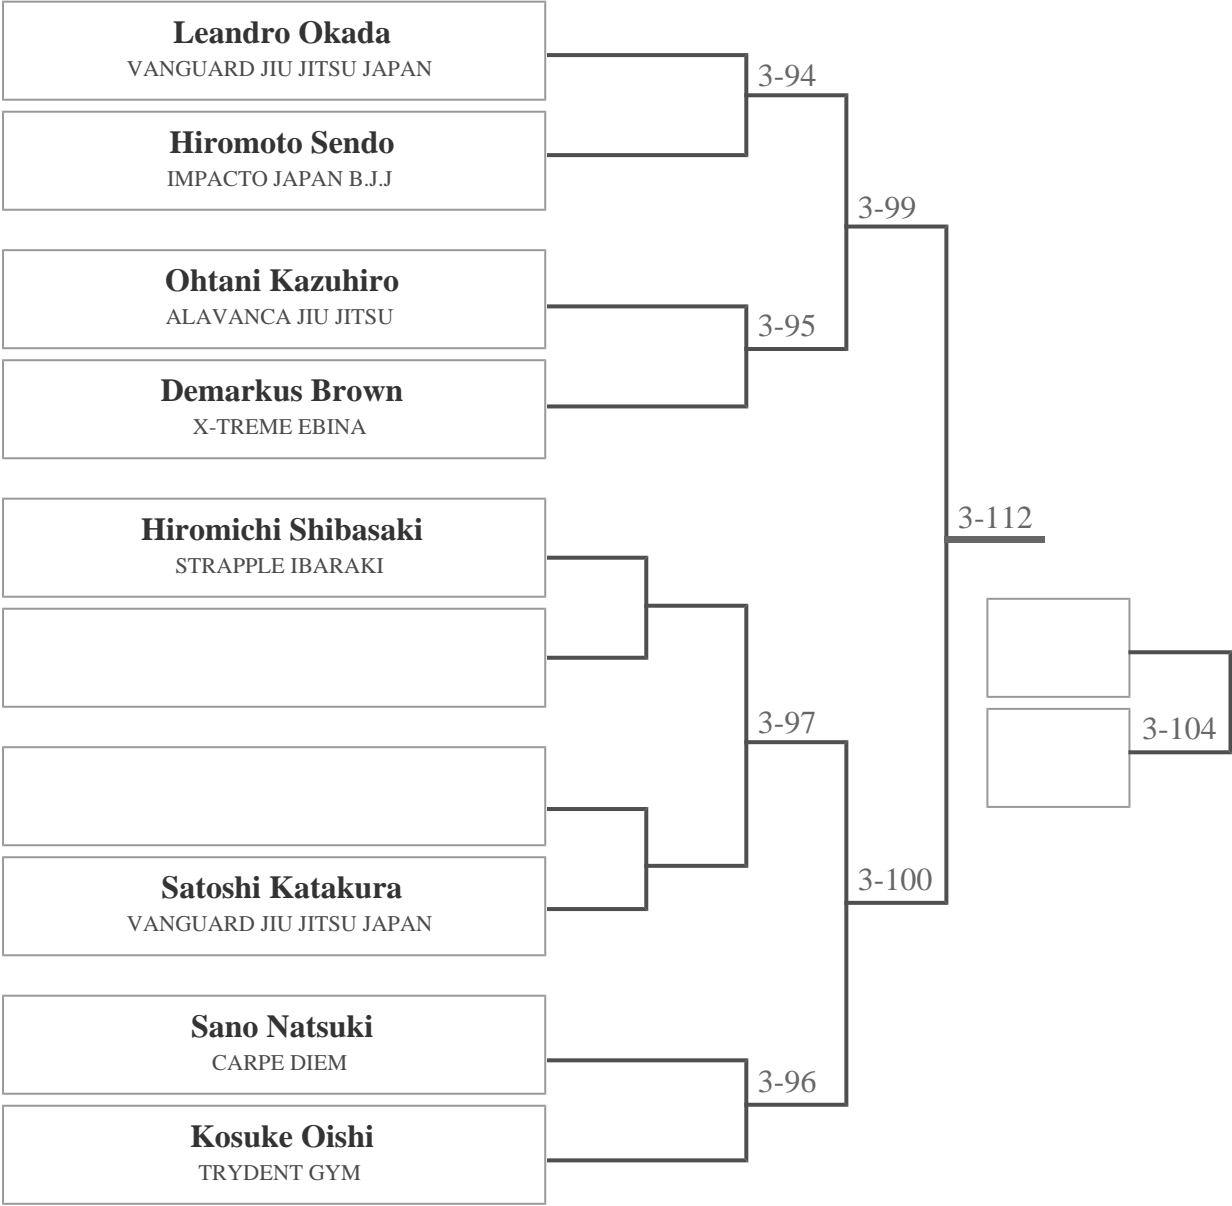 Leandro Okada
VANGUARD JIU JITSU JAPAN
3-94
Hiromoto Sendo
IMPACTO JAPAN B.J.J
3-99
Ohtani Kazuhiro
ALAVANCA JIU JITSU
3-95
Demarkus Brown
X-TREME EBINA
Hiromichi Shibasaki
STRAPPLE IBARAKI
3-112
3-97
3-104
Satoshi Katakura
VANGUARD JIU JITSU JAPAN
3-100
Sano Natsuki
CARPE DIEM
3-96
Kosuke Oishi
TRYDENT GYM